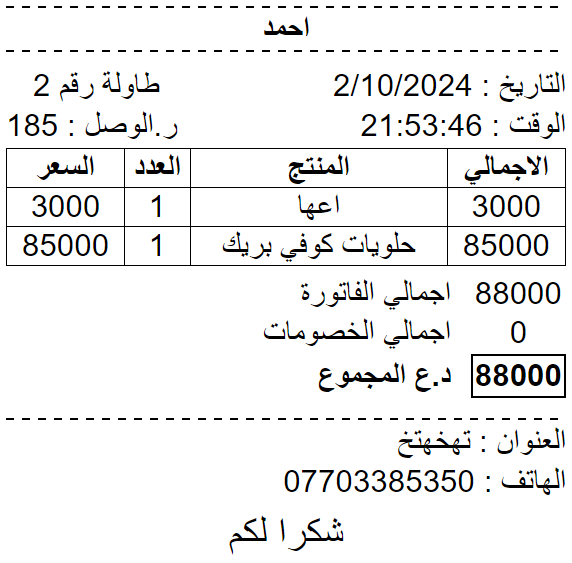 احمد
التاريخ : 2/10/2024 طاولة رقم 2
الوقت : 21:53:46 ر.الوصل : 185
الاجمالي المنتج العدد السعر
3000 اعها 1 3000
85000 حلويات كوفي بريك 1 85000
88000 اجمالي الفاتورة
0 اجمالي الخصومات
88000 د.ع المجموع
العنوان : تهخهتخ
الهاتف : 07703385350
شكرا لكم